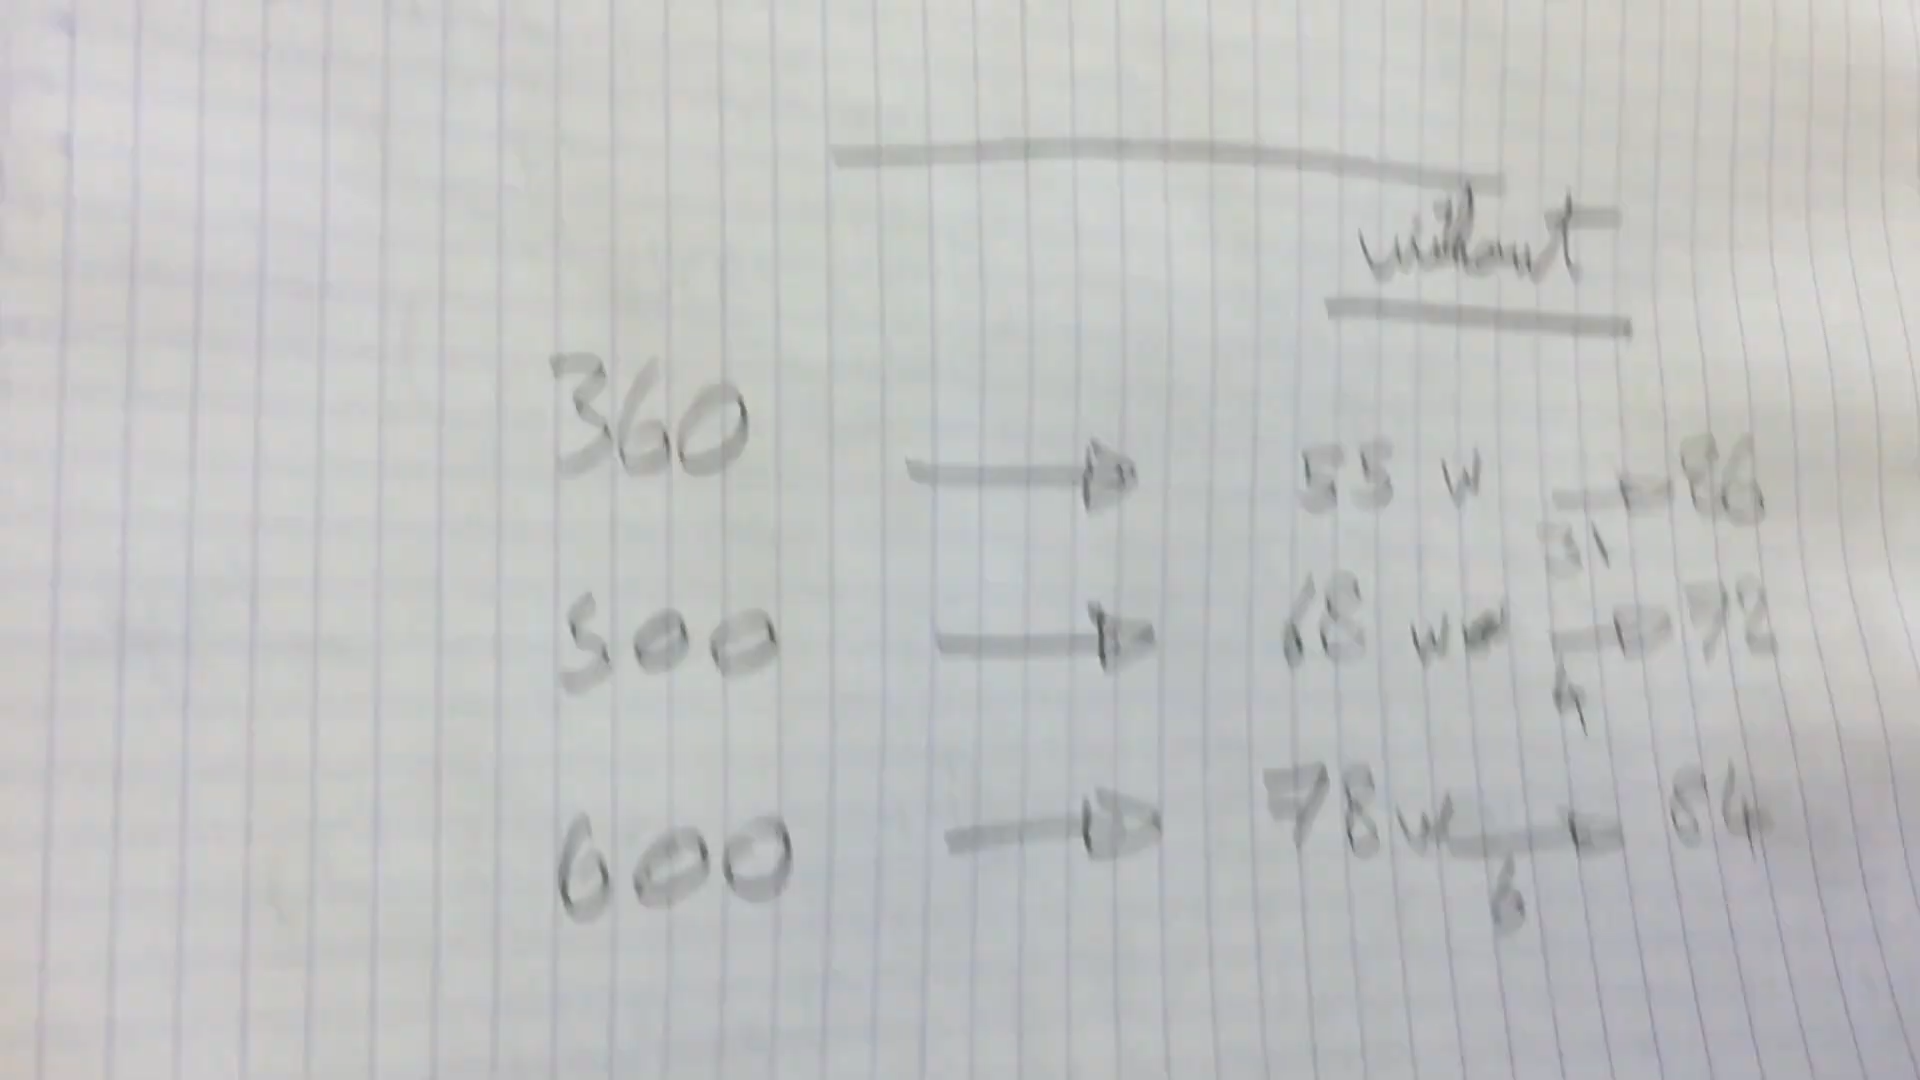 without
360 → 55 w → 86
31
500 → 68 w → 72
4
600 → 78 w → 84
6